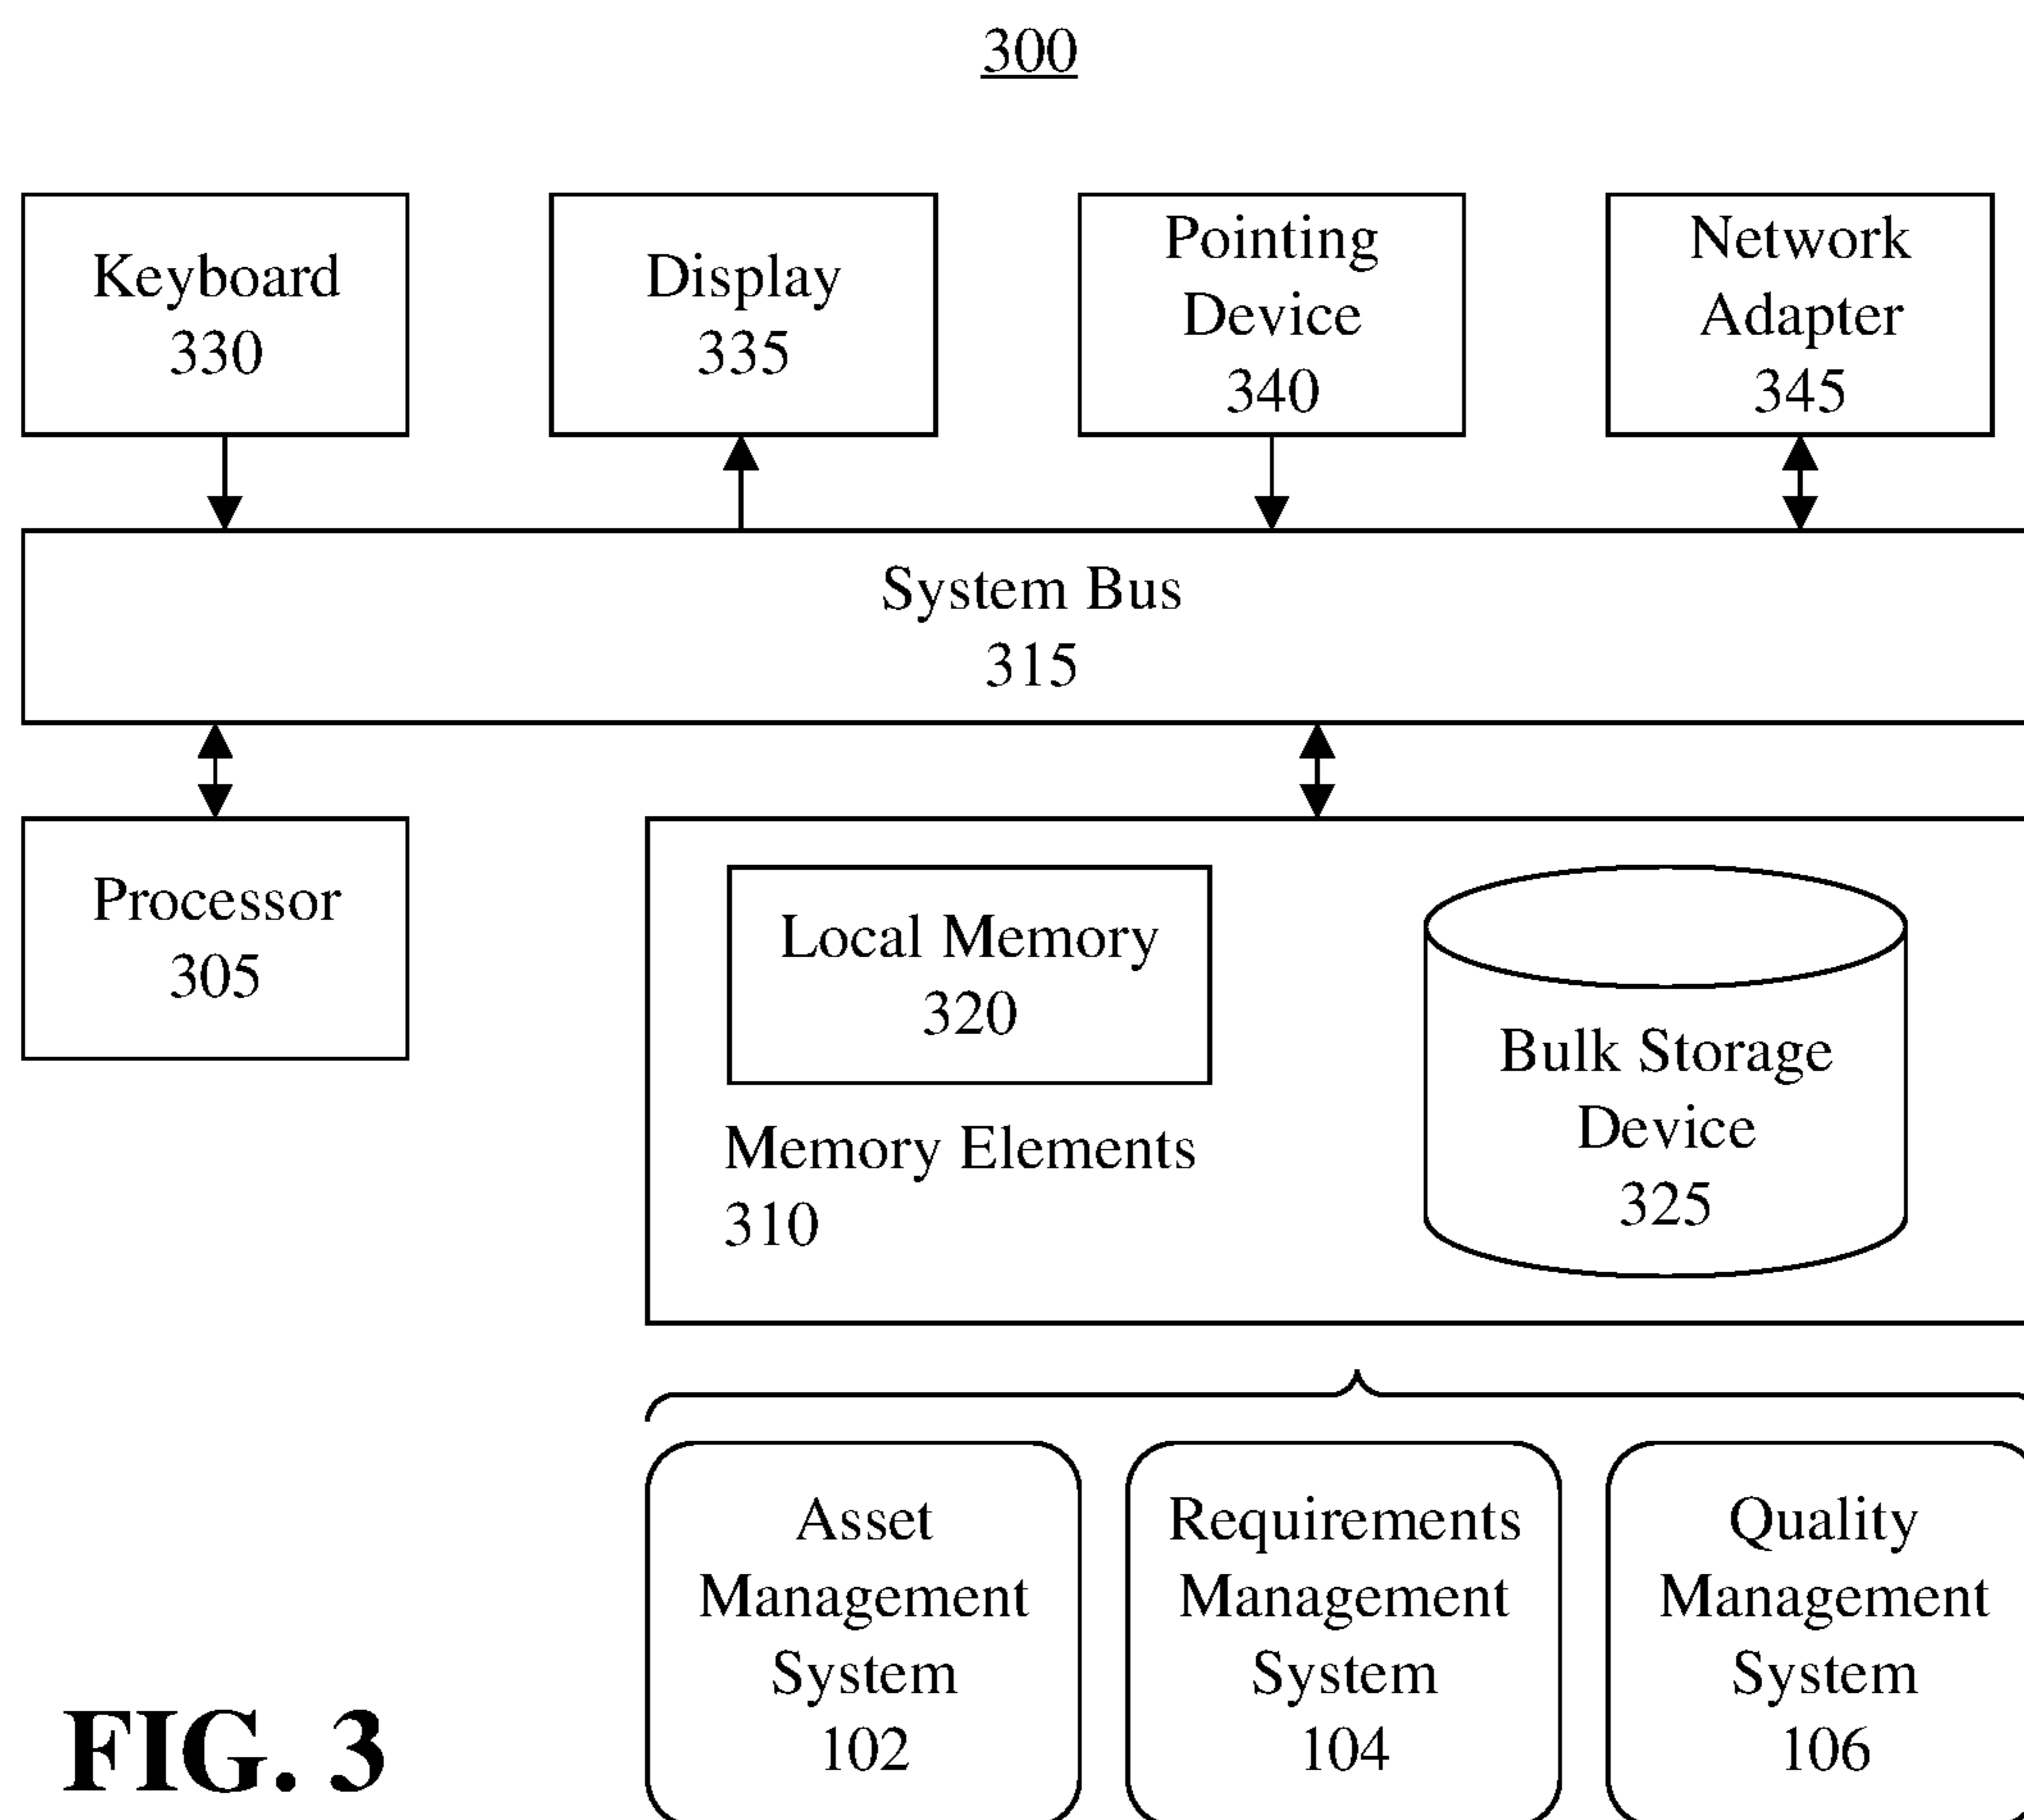 300
Keyboard
330
Display
335
Pointing
Device
340
Network
Adapter
345
System Bus
315
Processor
305
Local Memory
320
Memory Elements
310
Bulk Storage
Device
325
Asset
Management
System
102
Requirements
Management
System
104
Quality
Management
System
106
FIG. 3